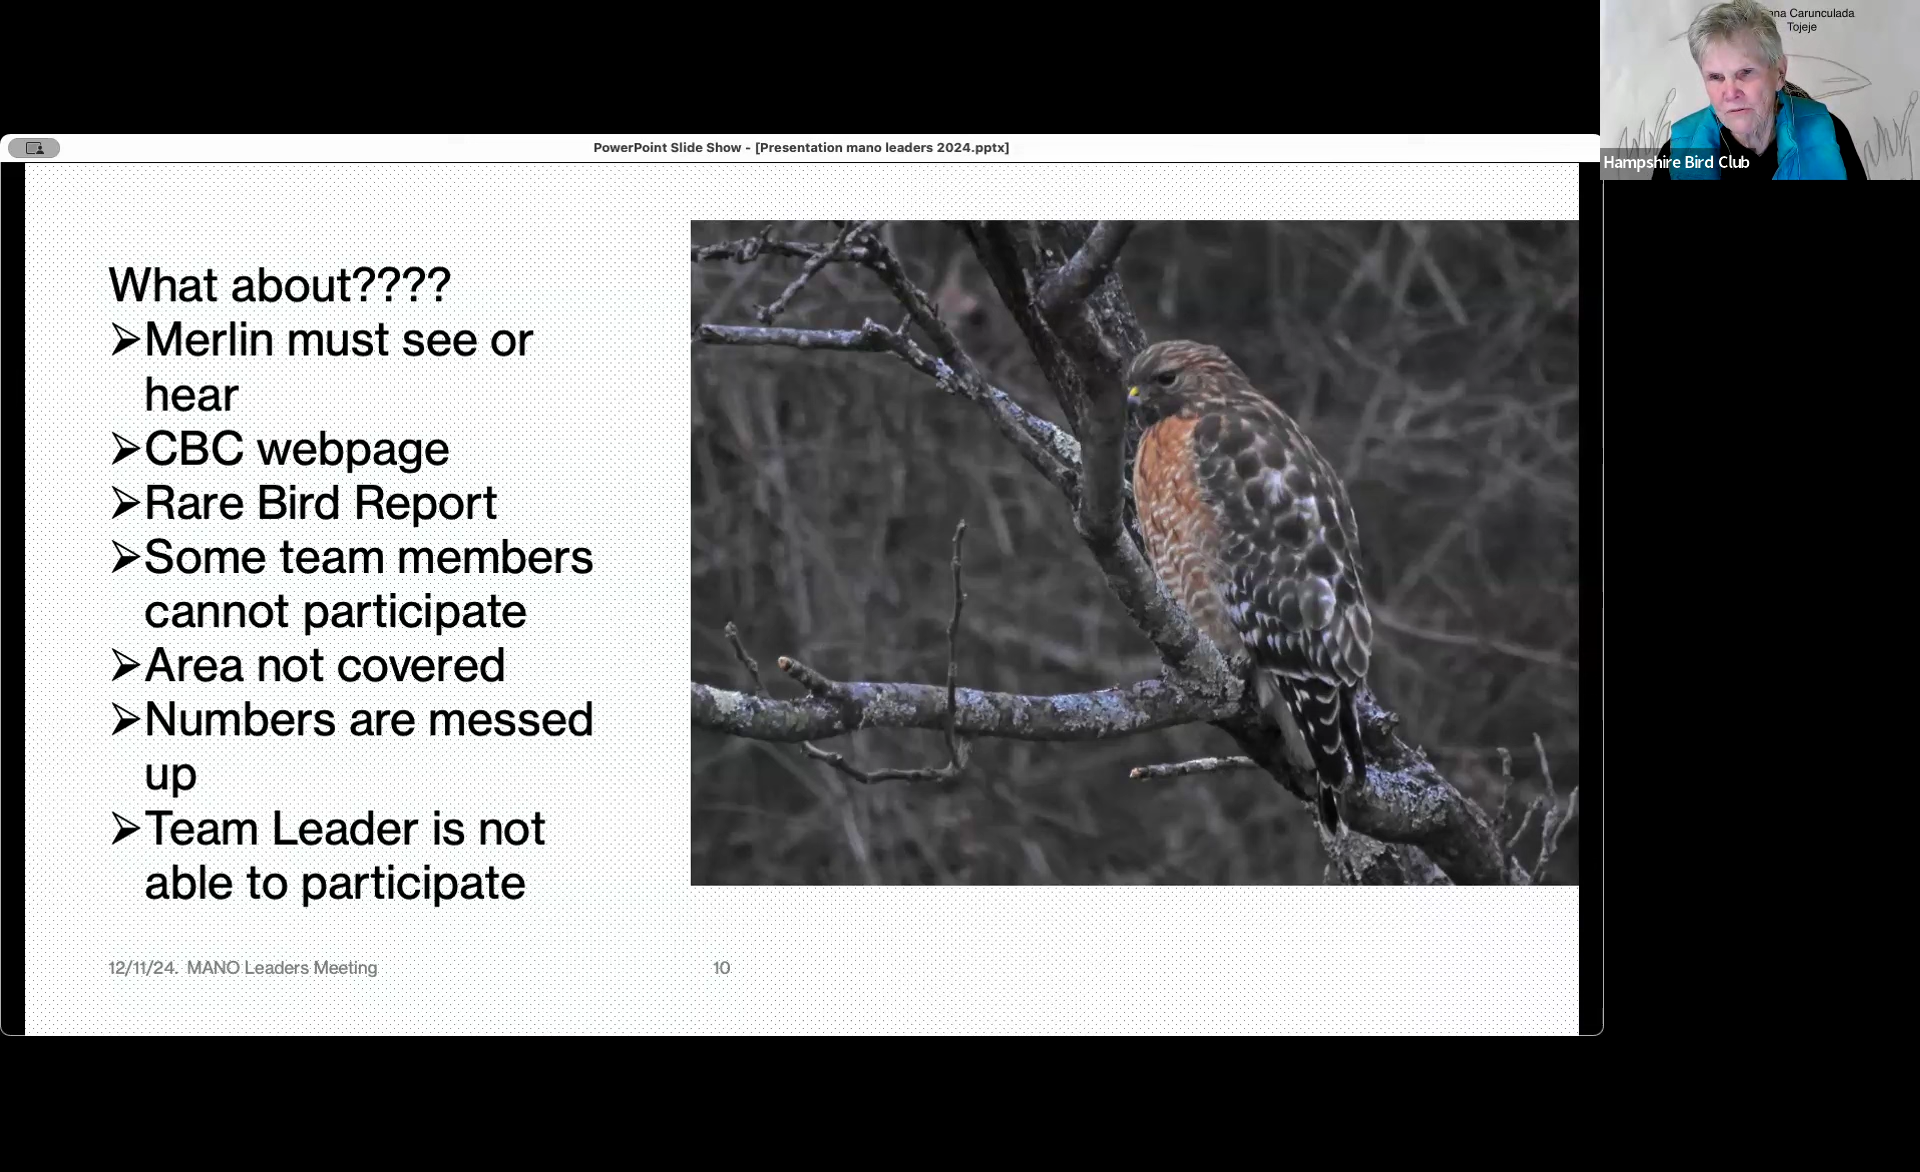 PowerPoint Slide Show - [Presentation mano leaders 2024.pptx]
What about????
➢Merlin must see or
hear
➢CBC webpage
➢Rare Bird Report
➢Some team members
cannot participate
➢Area not covered
➢Numbers are messed
up
➢Team Leader is not
able to participate
12/11/24. MANO Leaders Meeting
10
Carunculada
Tojeje
Hampshire Bird Club